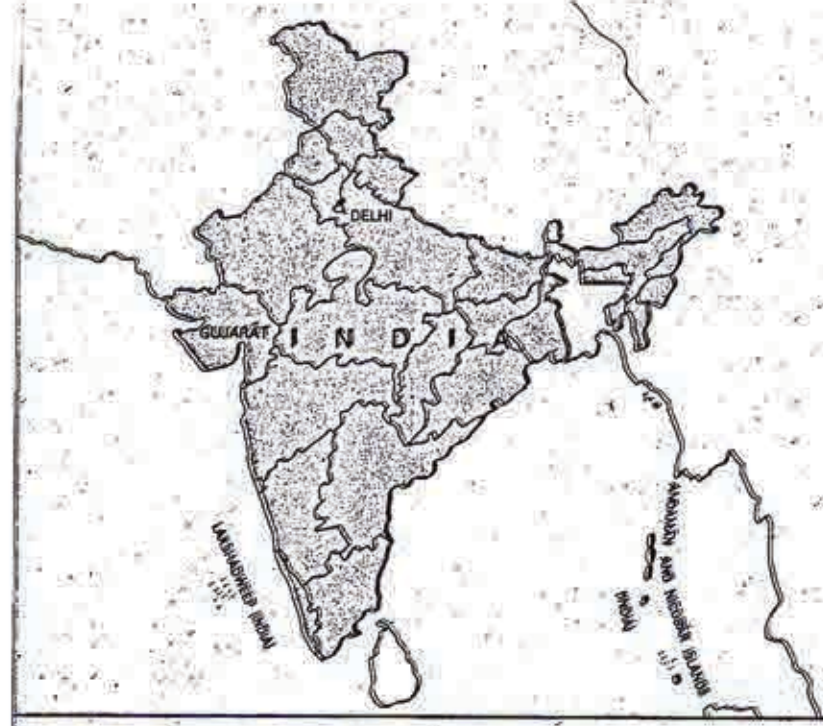 DELHI
GUJARAT
INDIA
LAKSHADWEEP (INDIA)
ANDAMAN AND NICOBAR ISLANDS
(INDIA)